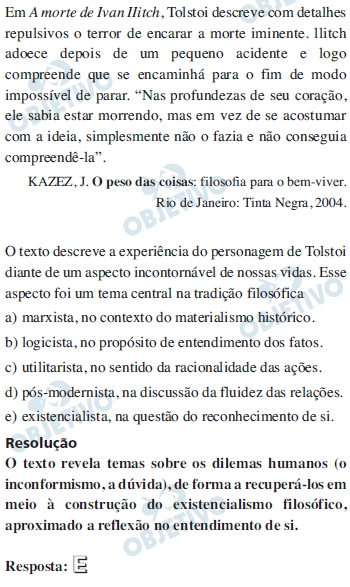 Em A morte de Ivan Ilitch, Tolstoi descreve com detalhes
repulsivos o terror de encarar a morte iminente. Ilitch
adoece depois de um pequeno acidente e logo
compreende que se encaminhá para o fim de modo
impossível de parar. “Nas profundezas de seu coração,
ele sabia estar morrendo, mas em vez de se acostumar
com a ideia, simplesmente não o fazia e não conseguia
compreendê-la”.
KAZEZ, J. O peso das coisas: filosofia para o bem-viver.
Rio de Janeiro: Tinta Negra, 2004.
O texto descreve a experiência do personagem de Tolstoi
diante de um aspecto incontornável de nossas vidas. Esse
aspecto foi um tema central na tradição filosófica
a) marxista, no contexto do materialismo histórico.
b) logicista, no propósito de entendimento dos fatos.
c) utilitarista, no sentido da racionalidade das ações.
d) pós-modernista, na discussão da fluidez das relações.
e) existencialista, na questão do reconhecimento de si.
Resolução
O texto revela temas sobre os dilemas humanos (o
inconformismo, a dúvida), de forma a recuperá-los em
meio à construção do existencialismo filosófico,
aproximado a reflexão no entendimento de si.
Resposta: E
OBJETIVO
OBJETIVO
OBJETIVO
OBJETIVO
OBJETIVO
OBJETIVO